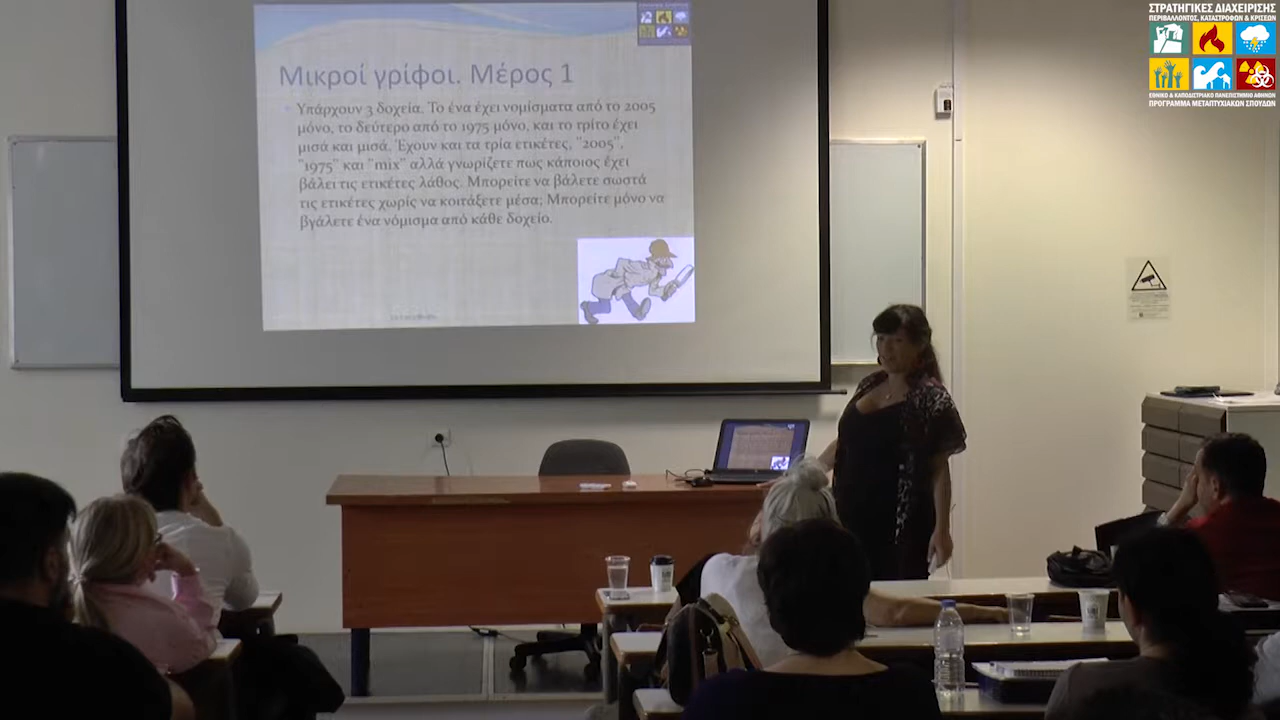 ΣΤΡΑΤΗΓΙΚΕΣ ΔΙΑΧΕΙΡΙΣΗΣ
ΠΕΡΙΒΑΛΛΟΝΤΟΣ, ΚΑΤΑΣΤΡΟΦΩΝ & ΚΡΙΣΕΩΝ
ΕΘΝΙΚΟ & ΚΑΠΟΔΙΣΤΡΙΑΚΟ ΠΑΝΕΠΙΣΤΗΜΙΟ ΑΘΗΝΩΝ
ΠΡΟΓΡΑΜΜΑ ΜΕΤΑΠΤΥΧΙΑΚΩΝ ΣΠΟΥΔΩΝ
Μικροί γρίφοι. Μέρος 1
Υπάρχουν 3 δοχεία. Το ένα έχει νομίσματα από το 2005
μόνο, το δεύτερο από το 1975 μόνο, και το τρίτο έχει
μισά και μισά. Έχουν και τα τρία ετικέτες, "2005",
"1975" και "mix" αλλά γνωρίζετε πως κάποιος έχει
βάλει τις ετικέτες λάθος. Μπορείτε να βάλετε σωστά
τις ετικέτες χωρίς να κοιτάξετε μέσα; Μπορείτε μόνο να
βγάλετε ένα νόμισμα από κάθε δοχείο.